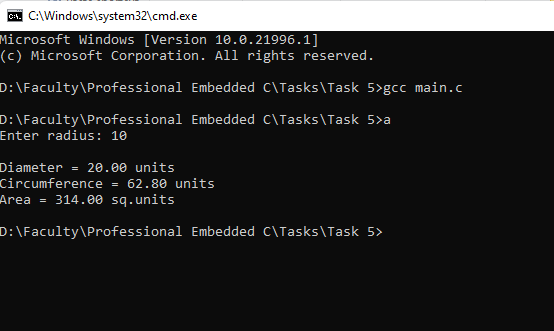 C:\Windows\system32\cmd.exe
Microsoft Windows [Version 10.0.21996.1]
(c) Microsoft Corporation. All rights reserved.
D:\Faculty\Professional Embedded C\Tasks\Task 5>gcc main.c
D:\Faculty\Professional Embedded C\Tasks\Task 5>a
Enter radius: 10
Diameter = 20.00 units
Circumference = 62.80 units
Area = 314.00 sq.units
D:\Faculty\Professional Embedded C\Tasks\Task 5>